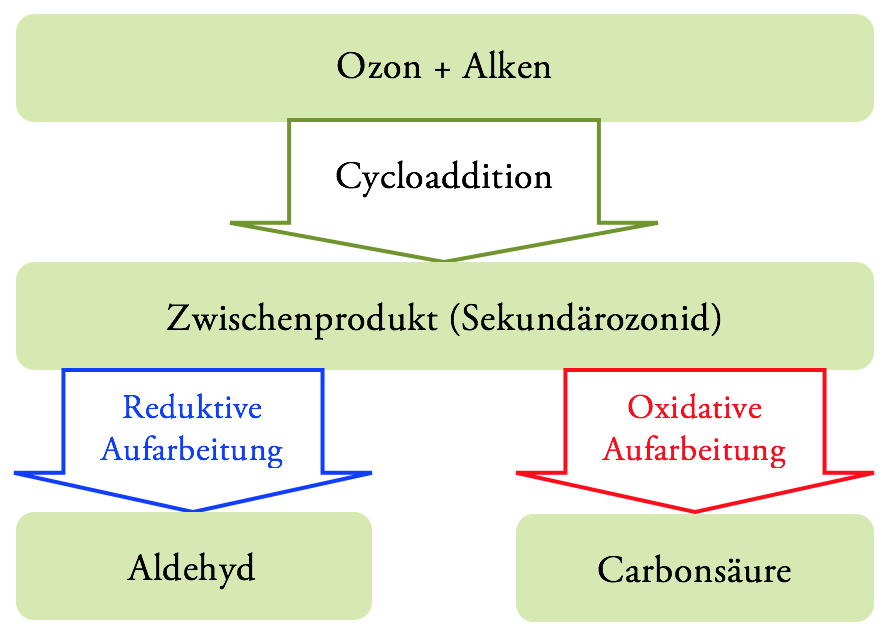 Ozon + Alken
Cycloaddition
Zwischenprodukt (Sekundärozonid)
Reduktive
Aufarbeitung
Oxidative
Aufarbeitung
Aldehyd
Carbonsäure